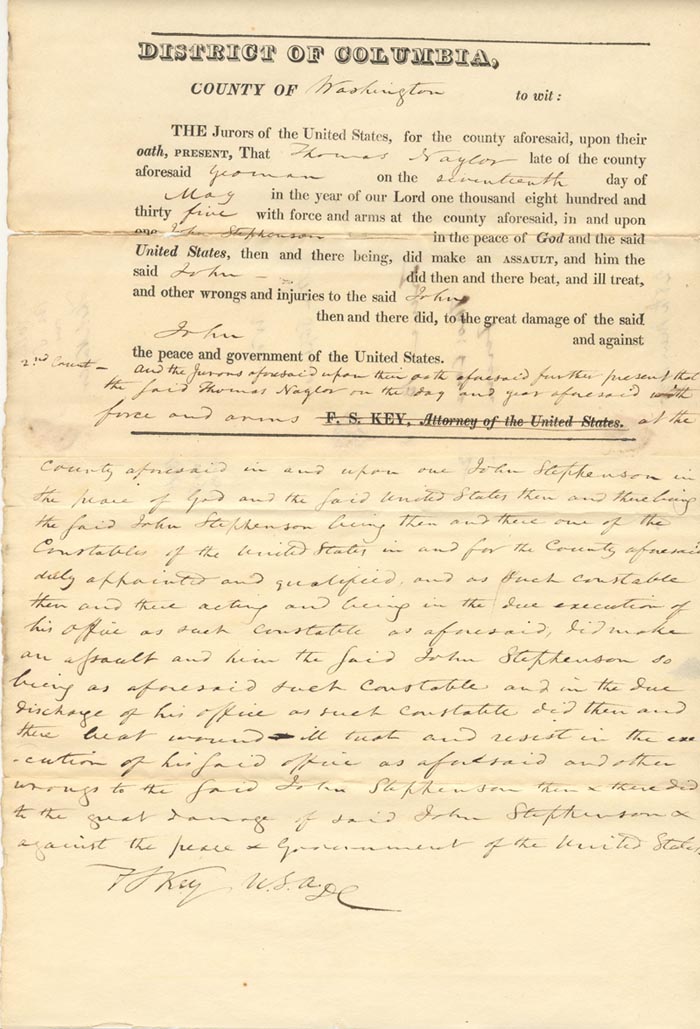 DISTRICT OF COLUMBIA,
COUNTY OF Washington to wit:
THE Jurors of the United States, for the county aforesaid, upon their
oath, PRESENT, That Thomas Naylor late of the county
aforesaid yeoman on the seventeenth day of
May in the year of our Lord one thousand eight hundred and
thirty five with force and arms at the county aforesaid, in and upon
one John Stephenson in the peace of God and the said
United States, then and there being, did make an ASSAULT, and him the
said John did then and there beat, and ill treat,
and other wrongs and injuries to the said John
then and there did, to the great damage of the said
John and against
the peace and government of the United States.
2nd Count – and the Jurors aforesaid upon their oath aforesaid further present that
the said Thomas Naylor on the day and year aforesaid with
force and arms F. S. KEY, Attorney of the United States. at the
County aforesaid in and upon one John Stephenson in
the peace of God and the said United States then and there being
the said John Stephenson being then and there one of the
Constables of the United States in and for the County aforesaid
duly appointed and qualified, and as such constable
then and there acting and being in the due execution of
his office as such constable as aforesaid, did make
an assault and him the said John Stephenson so
being as aforesaid such constable and in the due
discharge of his office as such constable did then and
there beat wound ill treat and resist in the exe
-cution of his said office as aforesaid and other
wrongs to the said John Stephenson then & there did
to the great damage of said John Stephenson &
against the peace & Government of the United States
F S Key U.S.A. DC